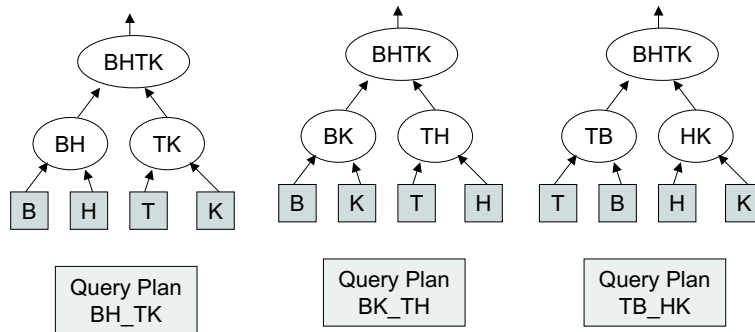 BHTK
BH TK
B H T K
Query Plan
BH_TK
BHTK
BK TH
B K T H
Query Plan
BK_TH
BHTK
TB HK
T B H K
Query Plan
TB_HK